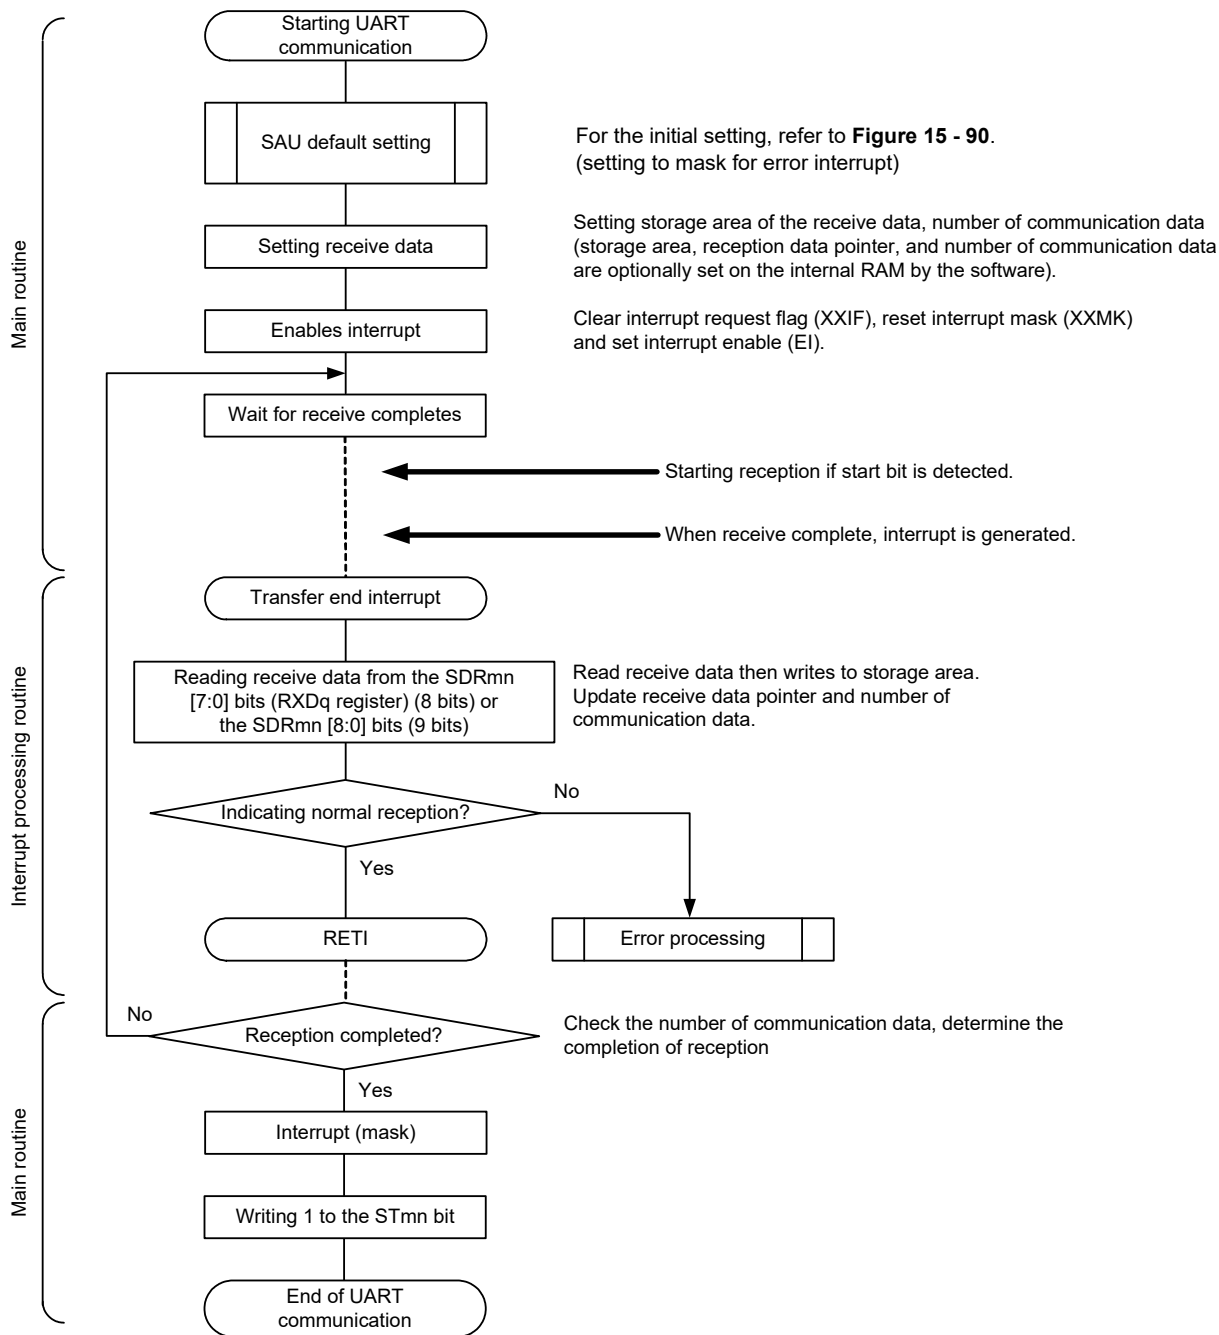 Starting UART
communication
SAU default setting
For the initial setting, refer to Figure 15 - 90.
(setting to mask for error interrupt)
Setting receive data
Setting storage area of the receive data, number of communication data
(storage area, reception data pointer, and number of communication data
are optionally set on the internal RAM by the software).
Main routine
Enables interrupt
Clear interrupt request flag (XXIF), reset interrupt mask (XXMK)
and set interrupt enable (EI).
Wait for receive completes
Starting reception if start bit is detected.
When receive complete, interrupt is generated.
Transfer end interrupt
Reading receive data from the SDRmn
[7:0] bits (RXDq register) (8 bits) or
the SDRmn [8:0] bits (9 bits)
Read receive data then writes to storage area.
Update receive data pointer and number of
communication data.
Interrupt processing routine
Indicating normal reception?
No
Yes
RETI
Error processing
No
Reception completed?
Check the number of communication data, determine the
completion of reception
Yes
Main routine
Interrupt (mask)
Writing 1 to the STmn bit
End of UART
communication